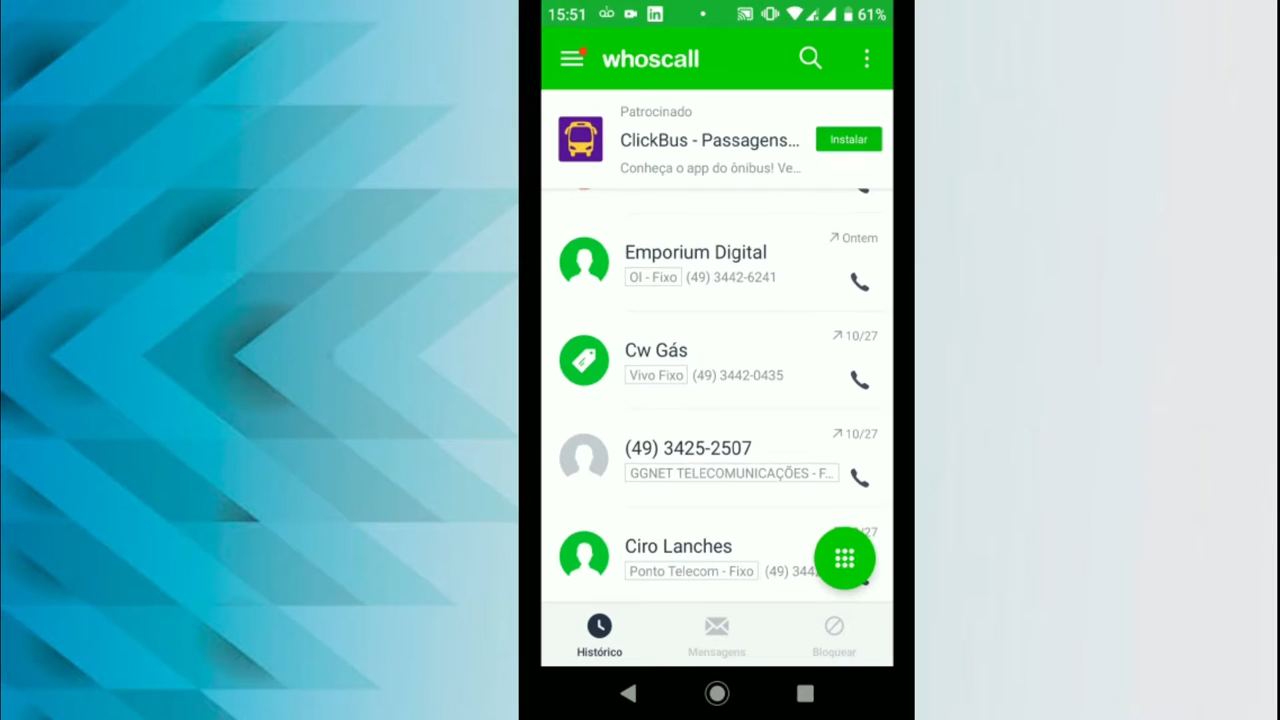 15:51 61%
whoscall
Patrocinado
ClickBus - Passagens...
Instalar
Conheça o app do ônibus! Ve...
Ontem
Emporium Digital
OI - Fixo (49) 3442-6241
10/27
Cw Gás
Vivo Fixo (49) 3442-0435
10/27
(49) 3425-2507
GGNET TELECOMUNICAÇÕES - F...
Ciro Lanches
Ponto Telecom - Fixo (49) 344
Histórico Mensagens Bloquear